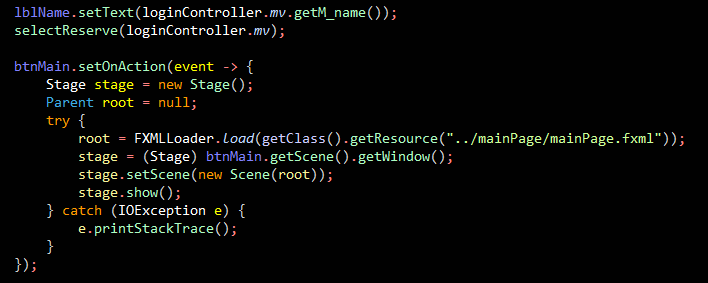 lblName.setText(loginController.mv.getM_name());
selectReserve(loginController.mv);
btnMain.setOnAction(event -> {
Stage stage = new Stage();
Parent root = null;
try {
root = FXMLLoader.load(getClass().getResource("../mainPage/mainPage.fxml"));
stage = (Stage) btnMain.getScene().getWindow();
stage.setScene(new Scene(root));
stage.show();
} catch (IOException e) {
e.printStackTrace();
}
});